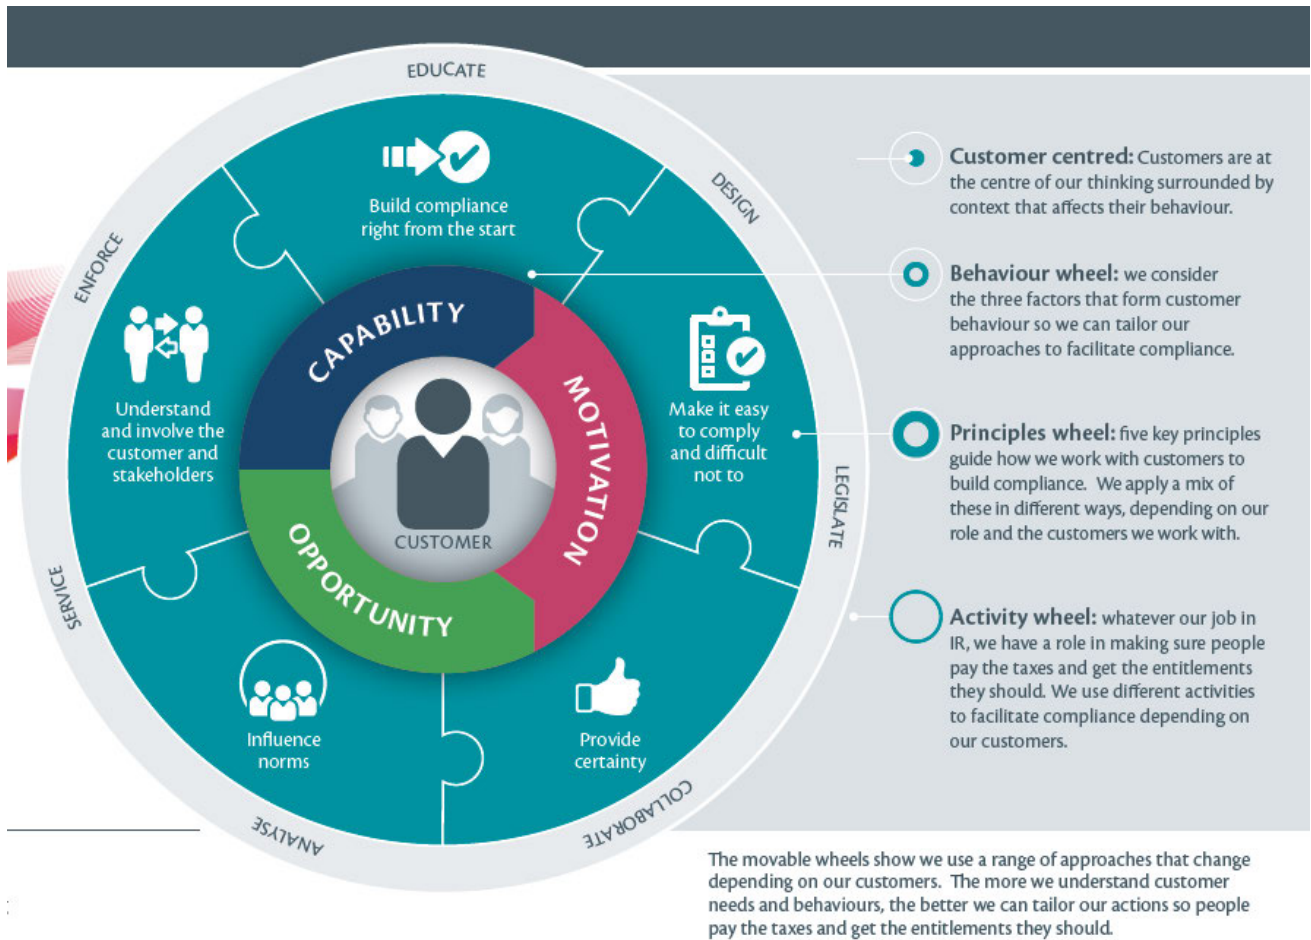 EDUCATE
DESIGN
LEGISLATE
COLLABORATE
ANALYSE
SERVICE
ENFORCE
Build compliance
right from the start
Make it easy
to comply
and difficult
not to
Provide
certainty
Influence
norms
Understand
and involve the
customer and
stakeholders
CAPABILITY
MOTIVATION
OPPORTUNITY
CUSTOMER
Customer centred: Customers are at
the centre of our thinking surrounded by
context that affects their behaviour.
Behaviour wheel: we consider
the three factors that form customer
behaviour so we can tailor our
approaches to facilitate compliance.
Principles wheel: five key principles
guide how we work with customers to
build compliance. We apply a mix of
these in different ways, depending on our
role and the customers we work with.
Activity wheel: whatever our job in
IR, we have a role in making sure people
pay the taxes and get the entitlements
they should. We use different activities
to facilitate compliance depending on
our customers.
The movable wheels show we use a range of approaches that change
depending on our customers. The more we understand customer
needs and behaviours, the better we can tailor our actions so people
pay the taxes and get the entitlements they should.